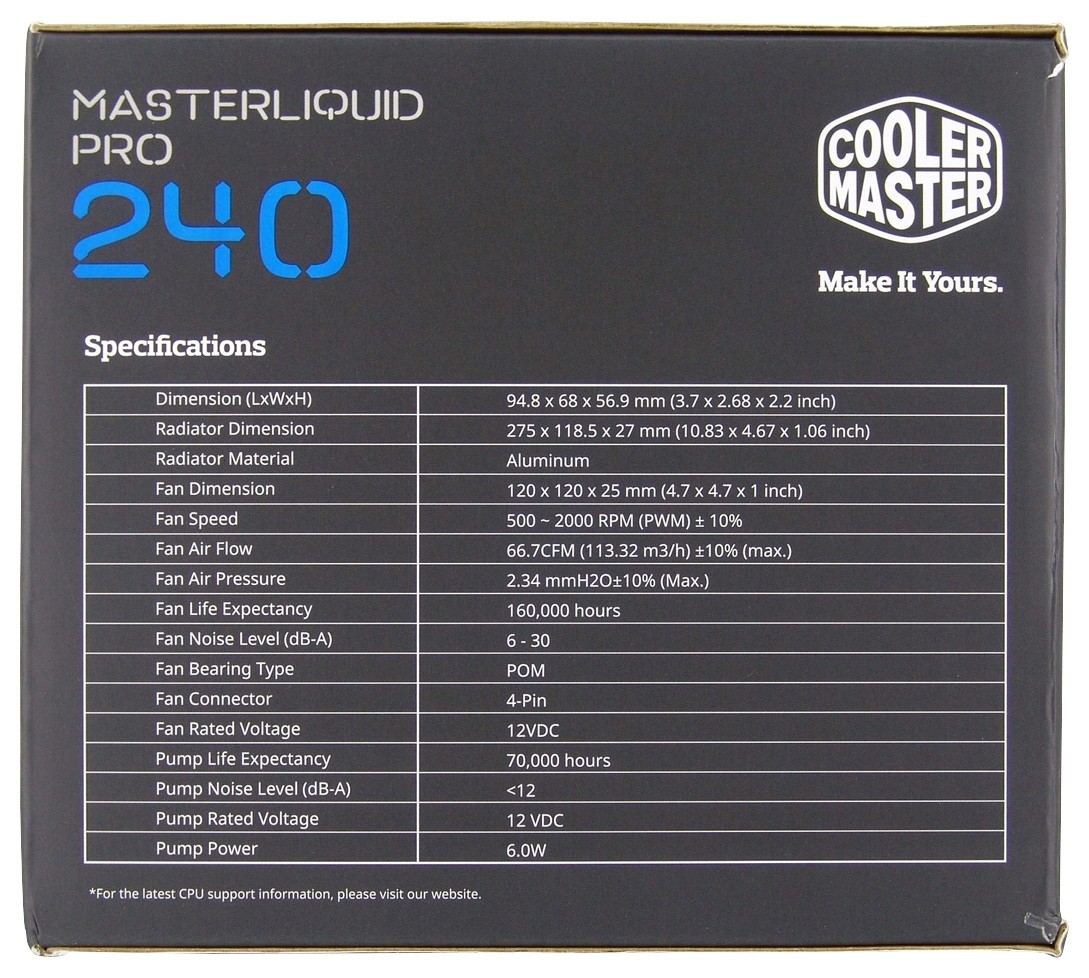 MASTERLIQUID
PRO
240
COOLER
MASTER
Make It Yours.
Specifications
Dimension (LxWxH) 94.8 x 68 x 56.9 mm (3.7 x 2.68 x 2.2 inch)
Radiator Dimension 275 x 118.5 x 27 mm (10.83 x 4.67 x 1.06 inch)
Radiator Material Aluminum
Fan Dimension 120 x 120 x 25 mm (4.7 x 4.7 x 1 inch)
Fan Speed 500 ~ 2000 RPM (PWM) ± 10%
Fan Air Flow 66.7CFM (113.32 m3/h) ±10% (max.)
Fan Air Pressure 2.34 mmH2O±10% (Max.)
Fan Life Expectancy 160,000 hours
Fan Noise Level (dB-A) 6 - 30
Fan Bearing Type POM
Fan Connector 4-Pin
Fan Rated Voltage 12VDC
Pump Life Expectancy 70,000 hours
Pump Noise Level (dB-A) <12
Pump Rated Voltage 12 VDC
Pump Power 6.0W
*For the latest CPU support information, please visit our website.